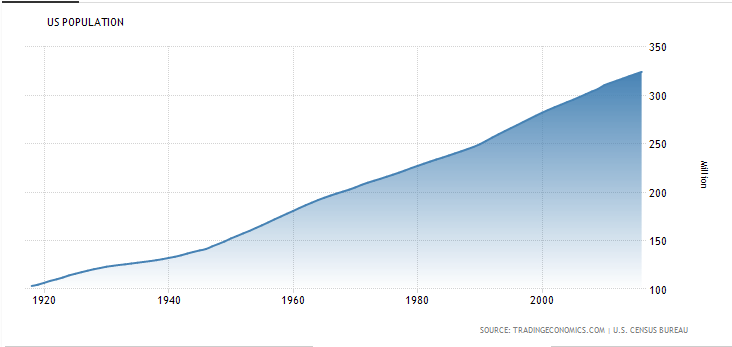 US POPULATION
350
300
250
200
150
100
million
1920 1940 1960 1980 2000
SOURCE: TRADINGECONOMICS.COM | U.S. CENSUS BUREAU